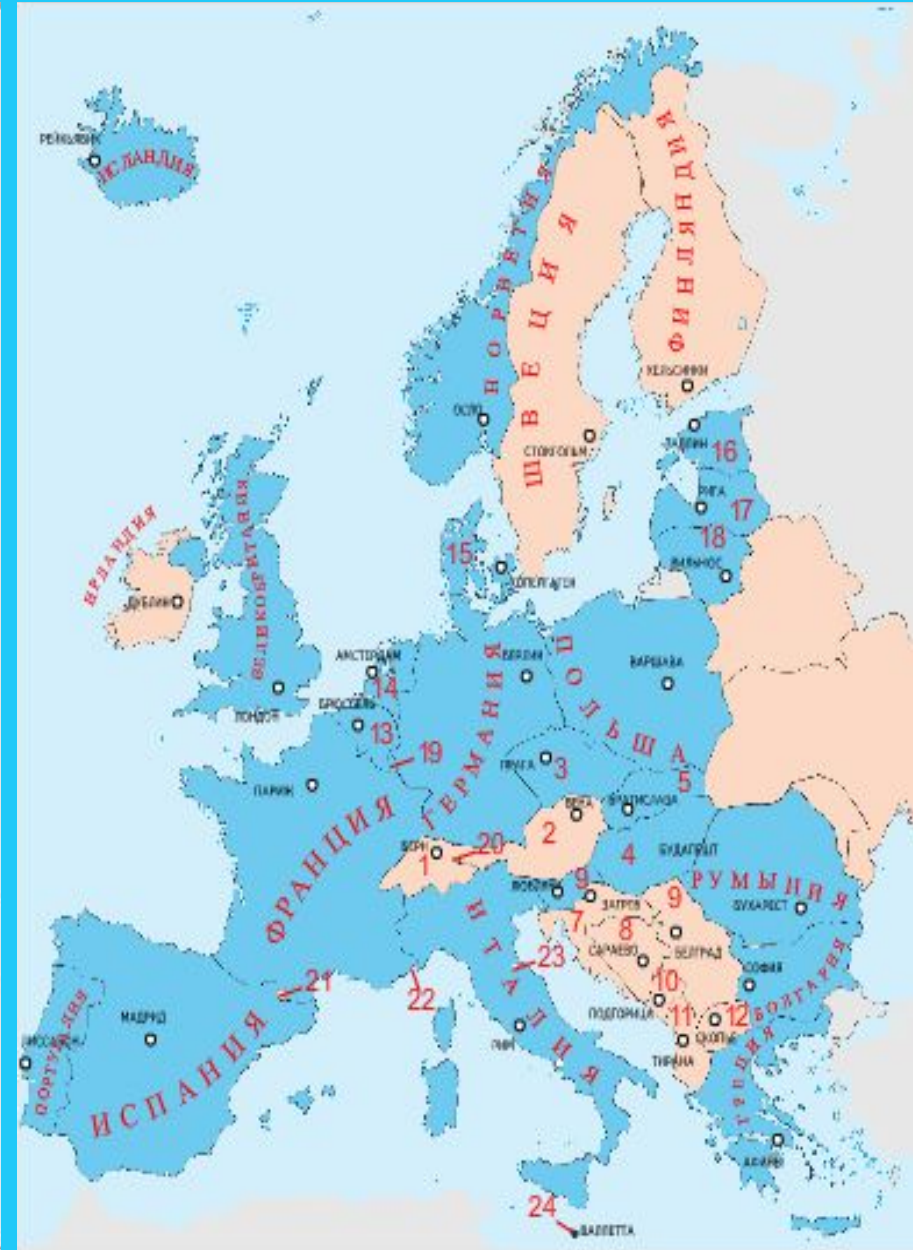 РЕЙКЬЯВИК
ИСЛАНДИЯ
НОРВЕГИЯ
ШВЕЦИЯ
ФИНЛЯНДИЯ
ХЕЛЬСИНКИ
ОСЛО
СТОКГОЛЬМ
ТАЛЛИН
16
РИГА
17
18
ВИЛЬНЮС
ИРЛАНДИЯ
ДУБЛИН
ВЕЛИКОБРИТАНИЯ
ЛОНДОН
15
КОПЕНГАГЕН
АМСТЕРДАМ
14
БРЮССЕЛЬ
13
19
БЕРЛИН
ГЕРМАНИЯ
ПОЛЬША
ВАРШАВА
ПРАГА
3
5
ПАРИЖ
ФРАНЦИЯ
ВЕНА
2
БРАТИСЛАВА
4
БУДАПЕШТ
БЕРН
1
20
9
ЗАГРЕБ
9
РУМЫНИЯ
БУХАРЕСТ
7
8
САРАЕВО
БЕЛГРАД
10
ПОДГОРИЦА
11
12
СКОПЬЕ
ТИРАНА
СОФИЯ
БОЛГАРИЯ
ГРЕЦИЯ
АФИНЫ
ИТАЛИЯ
23
22
21
РИМ
МАДРИД
ИСПАНИЯ
ПОРТУГАЛИЯ
ЛИССАБОН
24
ВАЛЛЕТТА